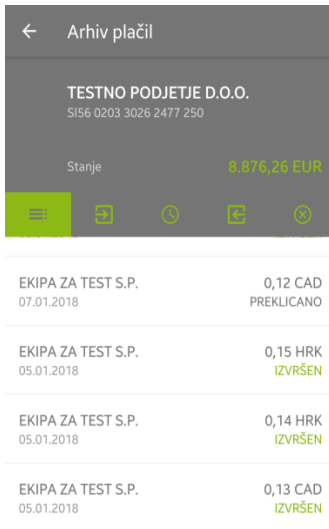 Arhiv plačil
TESTNO PODJETJE D.O.O.
SI56 0203 3026 2477 250
Stanje 8.876,26 EUR
EKIPA ZA TEST S.P. 0,12 CAD
07.01.2018 PREKLICANO
EKIPA ZA TEST S.P. 0,15 HRK
05.01.2018 IZVRŠEN
EKIPA ZA TEST S.P. 0,14 HRK
05.01.2018 IZVRŠEN
EKIPA ZA TEST S.P. 0,13 CAD
05.01.2018 IZVRŠEN